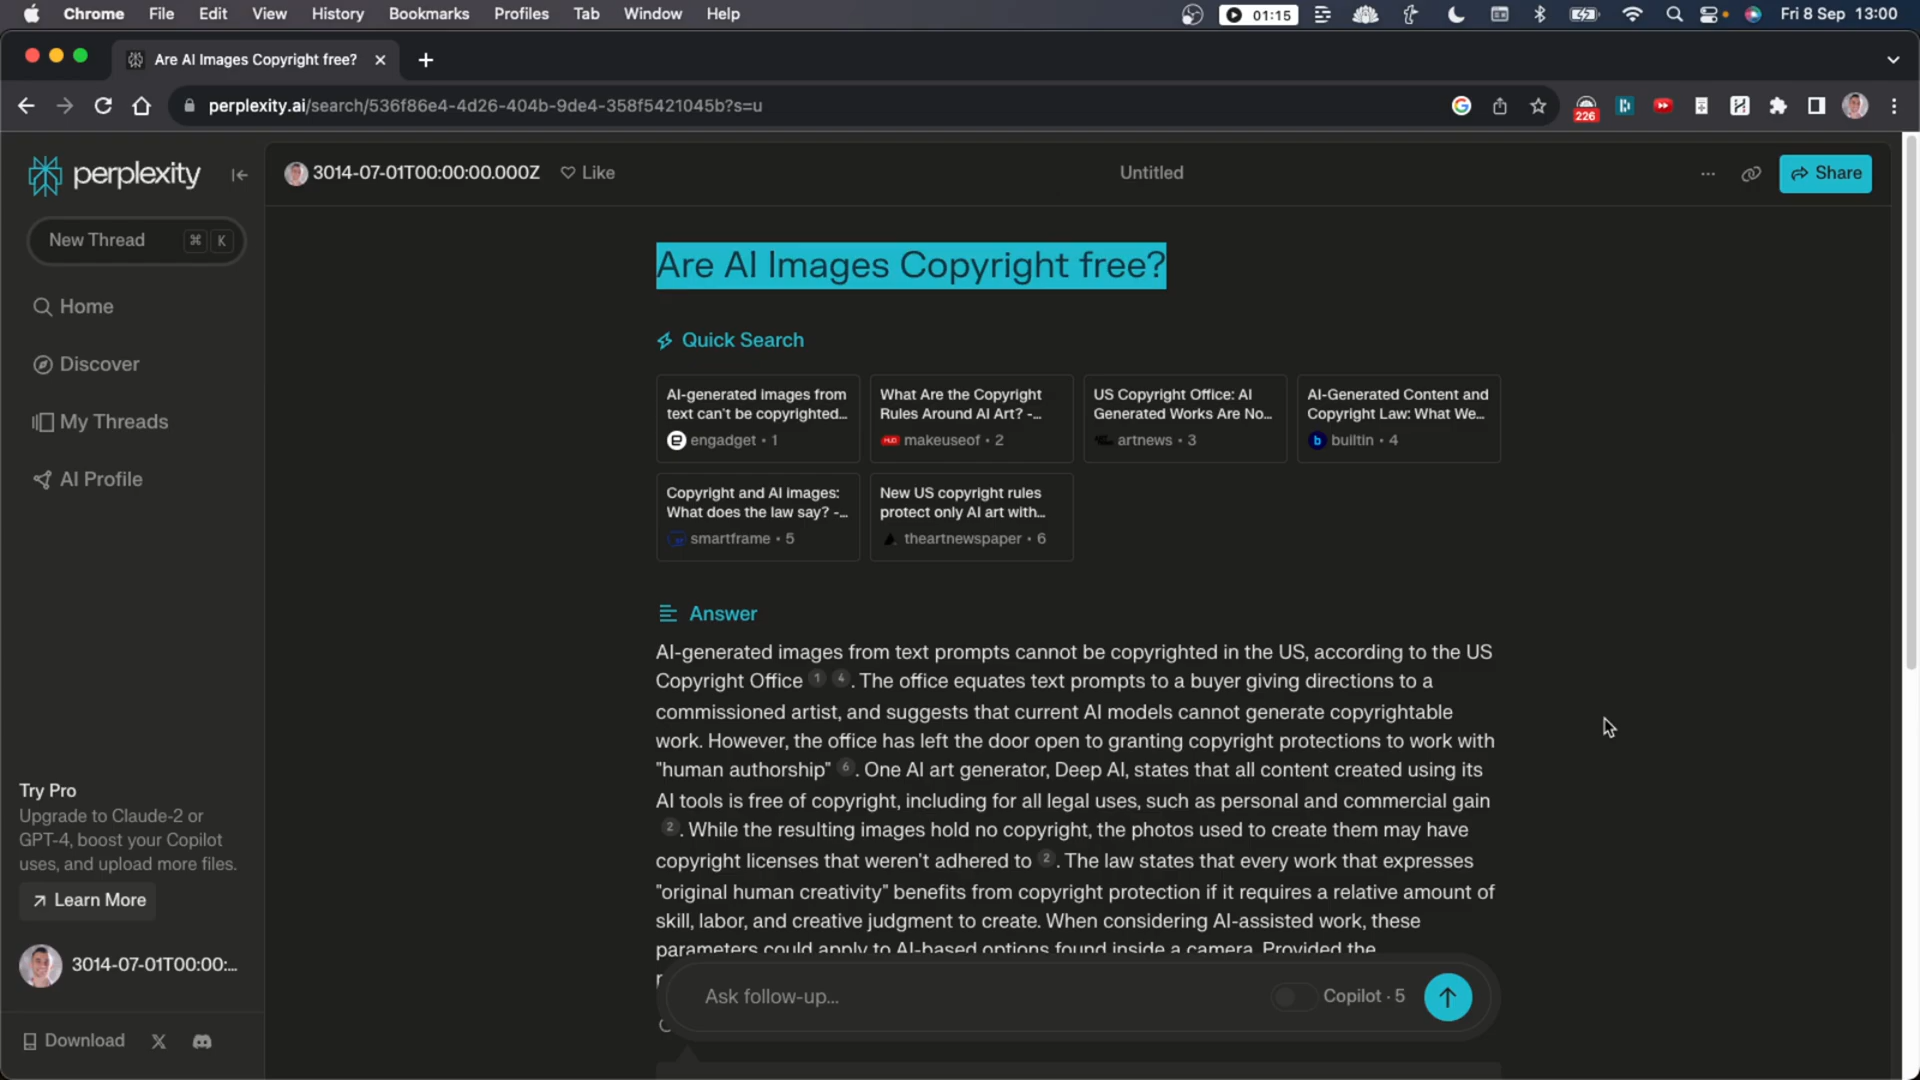 Chrome File Edit View History Bookmarks Profiles Tab Window Help 01:15 Fri 8 Sep 13:00
Are AI Images Copyright free?
perplexity.ai/search/536f86e4-4d26-404b-9de4-358f5421045b?s=u 226
perplexity
3014-07-01T00:00:00.000Z Like Untitled Share
New Thread ⌘ K
Home
Discover
My Threads
AI Profile
Are AI Images Copyright free?
Quick Search
AI-generated images from
text can't be copyrighted...
engadget • 1
What Are the Copyright
Rules Around AI Art? -...
makeuseof • 2
US Copyright Office: AI
Generated Works Are No...
artnews • 3
AI-Generated Content and
Copyright Law: What We...
builtin • 4
Copyright and AI images:
What does the law say? -...
smartframe • 5
New US copyright rules
protect only AI art with...
theartnewspaper • 6
Answer
AI-generated images from text prompts cannot be copyrighted in the US, according to the US
Copyright Office 1 4 . The office equates text prompts to a buyer giving directions to a
commissioned artist, and suggests that current AI models cannot generate copyrightable
work. However, the office has left the door open to granting copyright protections to work with
"human authorship" 6 . One AI art generator, Deep AI, states that all content created using its
AI tools is free of copyright, including for all legal uses, such as personal and commercial gain
2 . While the resulting images hold no copyright, the photos used to create them may have
copyright licenses that weren't adhered to 2 . The law states that every work that expresses
"original human creativity" benefits from copyright protection if it requires a relative amount of
skill, labor, and creative judgment to create. When considering AI-assisted work, these
parameters could apply to AI-based options found inside a camera. Provided the
Ask follow-up... Copilot · 5
Try Pro
Upgrade to Claude-2 or
GPT-4, boost your Copilot
uses, and upload more files.
Learn More
3014-07-01T00:00:...
Download